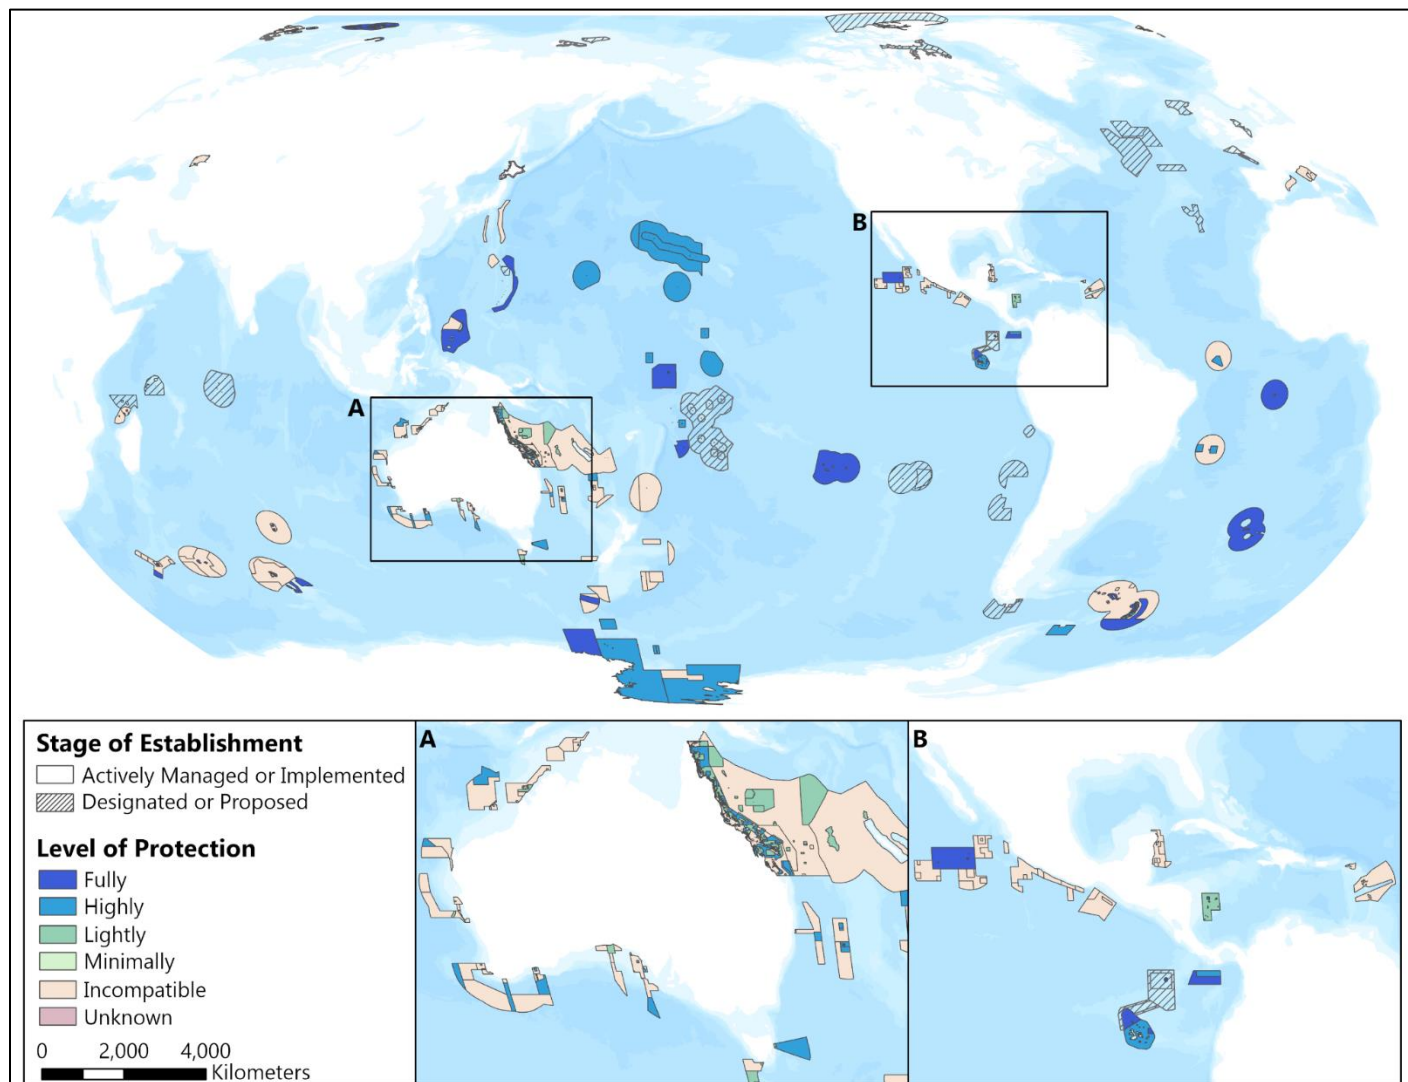 B
A
Stage of Establishment
Actively Managed or Implemented
Designated or Proposed
Level of Protection
Fully
Highly
Lightly
Minimally
Incompatible
Unknown
0 2,000 4,000
Kilometers
A
B